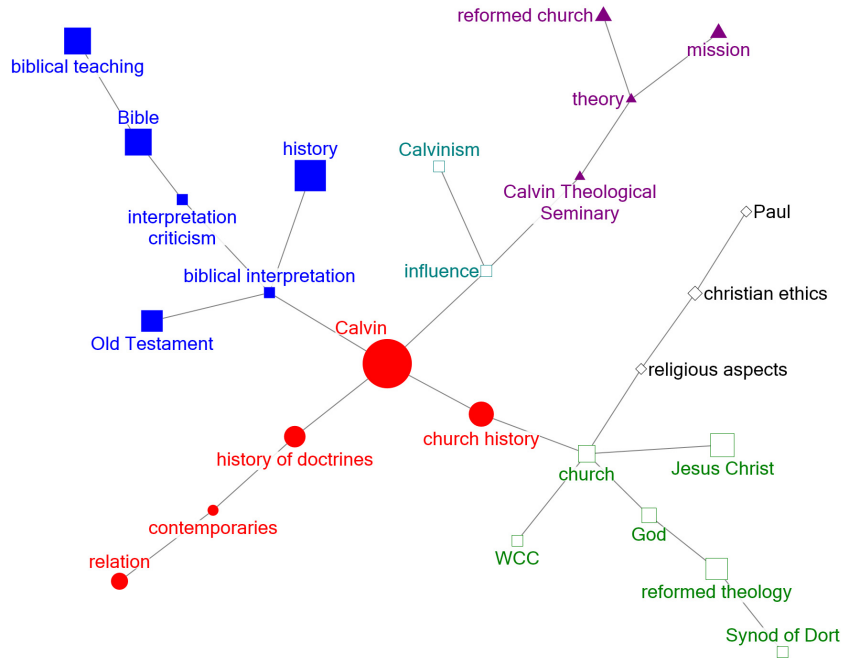 reformed church
mission
biblical teaching
theory
Bible
history
Calvinism
Calvin Theological
Seminary
interpretation
criticism
Paul
biblical interpretation
influence
christian ethics
Calvin
Old Testament
religious aspects
church history
history of doctrines
church
Jesus Christ
contemporaries
God
WCC
relation
reformed theology
Synod of Dort